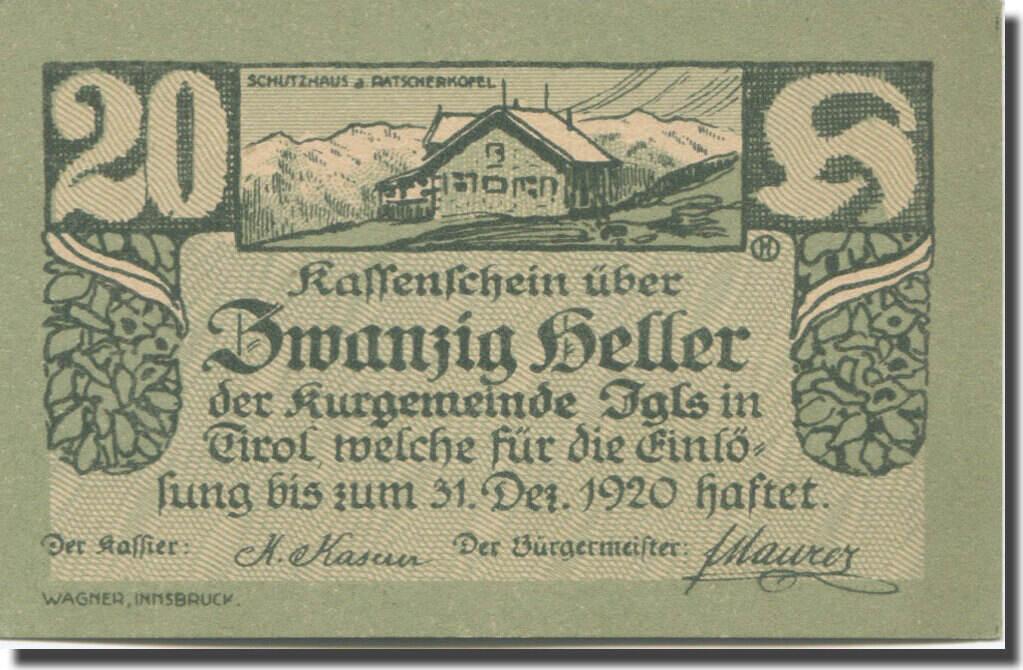 20
SCHUTZHAUS a PATSCHERKOFEL
H
Kassenschein über
Zwanzig Heller
der Kurgemeinde Igls in
Tirol, welche für die Einlö-
sung bis zum 31. Dez. 1920 haftet.
Der Kassier: Der Bürgermeister: Maurer
WAGNER, INNSBRUCK.